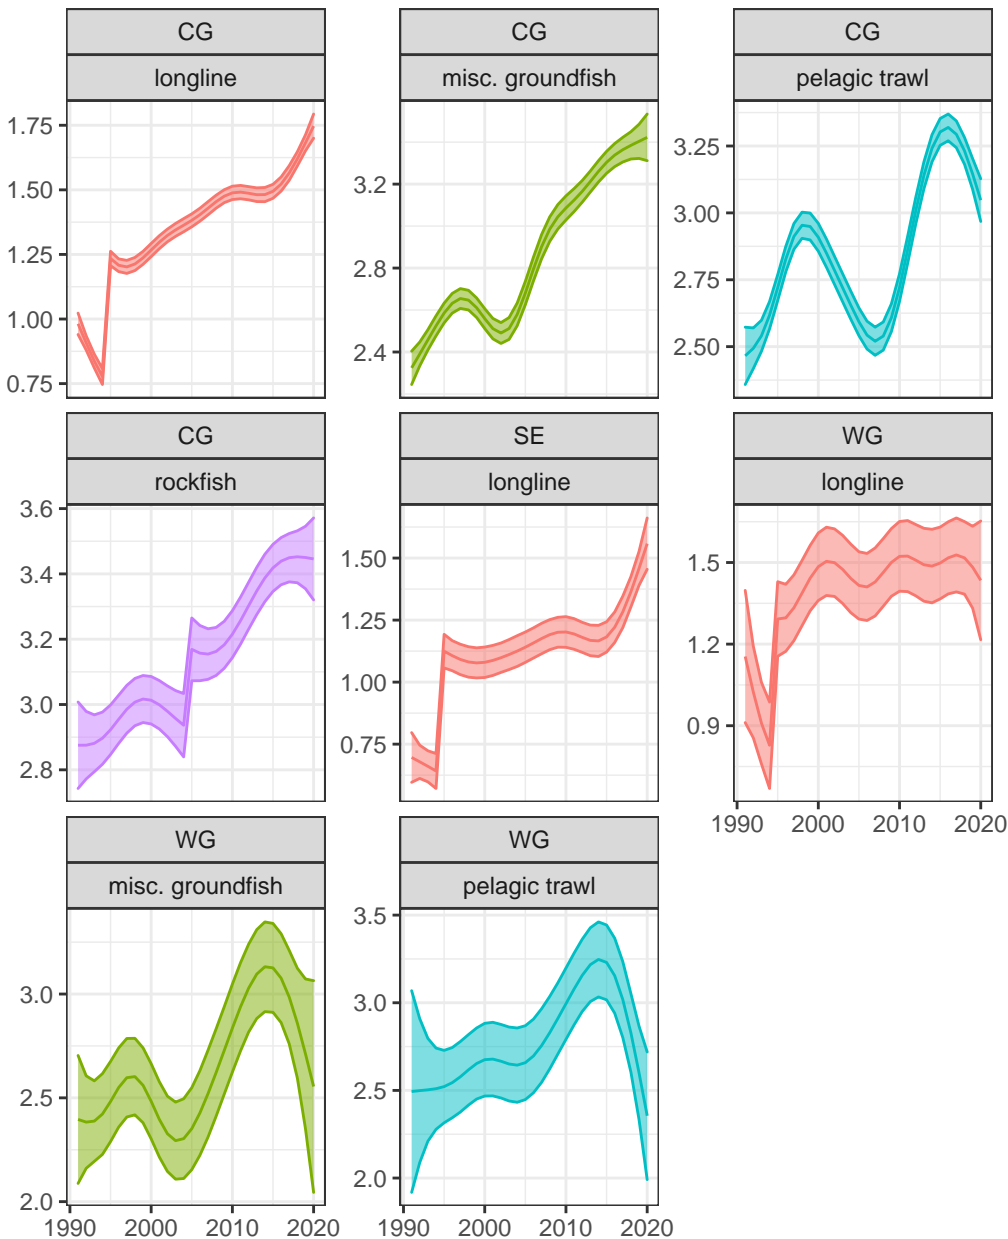 CG
longline
1.75
1.50
1.25
1.00
0.75
CG
misc. groundfish
3.2
2.8
2.4
CG
pelagic trawl
3.25
3.00
2.75
2.50
CG
rockfish
3.6
3.4
3.2
3.0
2.8
SE
longline
1.50
1.25
1.00
0.75
WG
longline
1.5
1.2
0.9
1990 2000 2010 2020
WG
misc. groundfish
3.0
2.5
2.0
1990 2000 2010 2020
WG
pelagic trawl
3.5
3.0
2.5
2.0
1990 2000 2010 2020